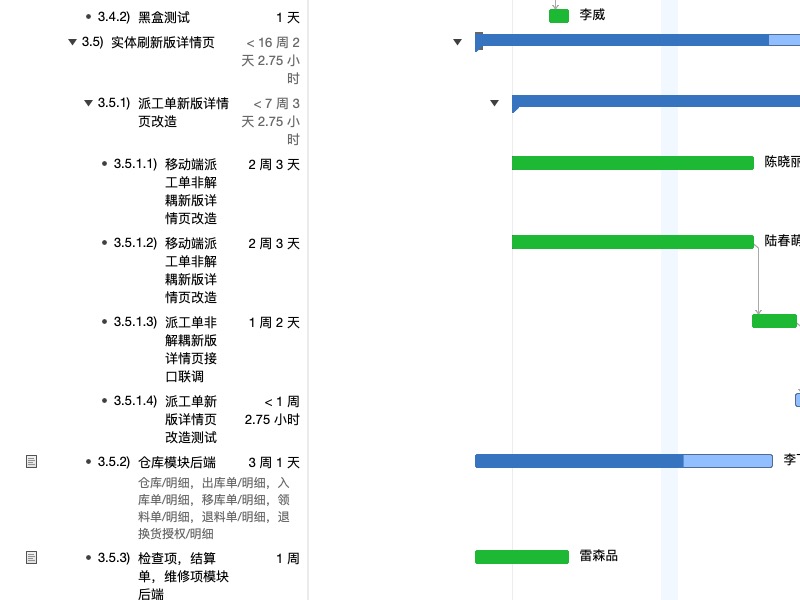 3.4.2) 黑盒测试 1 天 李威
3.5) 实体刷新版详情页 < 16 周 2
天 2.75 小
时
3.5.1) 派工单新版详情 < 7 周 3
页改造 天 2.75 小
时
3.5.1.1) 移动端派 2 周 3 天 陈晓丽
工单非解
耦新版详
情页改造
3.5.1.2) 移动端派 2 周 3 天 陆春萌
工单非解
耦新版详
情页改造
3.5.1.3) 派工单非 1 周 2 天
解耦新版
详情页接
口联调
3.5.1.4) 派工单新 < 1 周
版详情页 2.75 小时
改造测试
3.5.2) 仓库模块后端 3 周 1 天 李
仓库/明细，出库单/明细，入
库单/明细，移库单/明细，领
料单/明细，退料单/明细，退
换货授权/明细
3.5.3) 检查项，结算 1 周 雷森品
单，维修项模块
后端